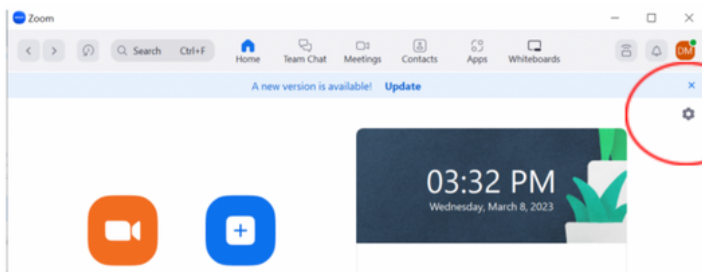 Zoom
Search Ctrl+F
Home Team Chat Meetings Contacts Apps Whiteboards
DM
A new version is available! Update
03:32 PM
Wednesday, March 8, 2023